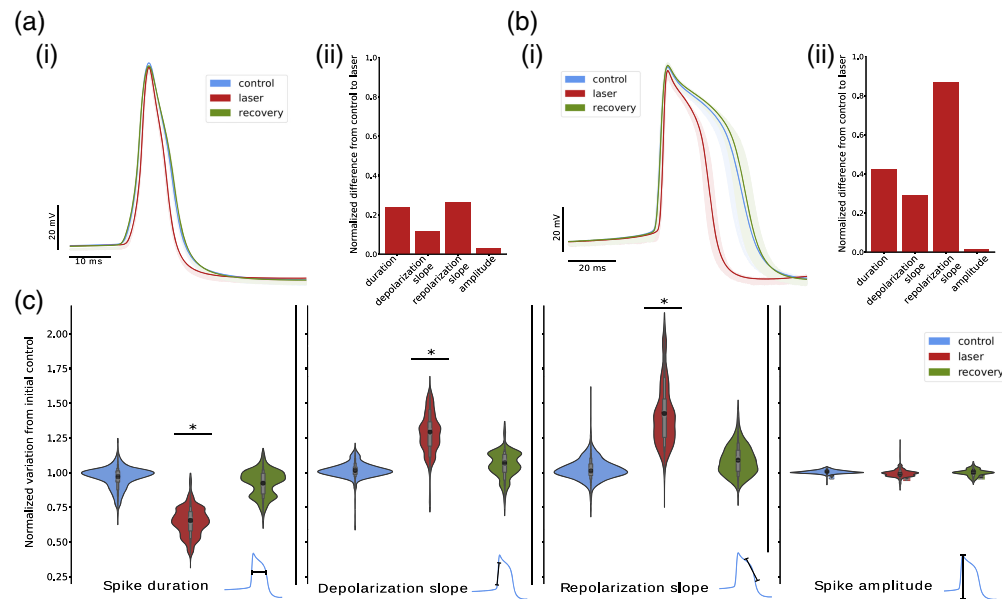 (a)
(i)
control
laser
recovery
20 mV
10 ms
(ii)
Normalized difference from control to laser
1.0
0.8
0.6
0.4
0.2
0.0
duration
depolarization slope
repolarization slope
amplitude
(b)
(i)
control
laser
recovery
20 mV
20 ms
(ii)
Normalized difference from control to laser
1.0
0.8
0.6
0.4
0.2
0.0
duration
depolarization slope
repolarization slope
amplitude
(c)
Normalized variation from initial control
2.00
1.75
1.50
1.25
1.00
0.75
0.50
0.25
*
Spike duration
*
Depolarization slope
*
Repolarization slope
control
laser
recovery
Spike amplitude